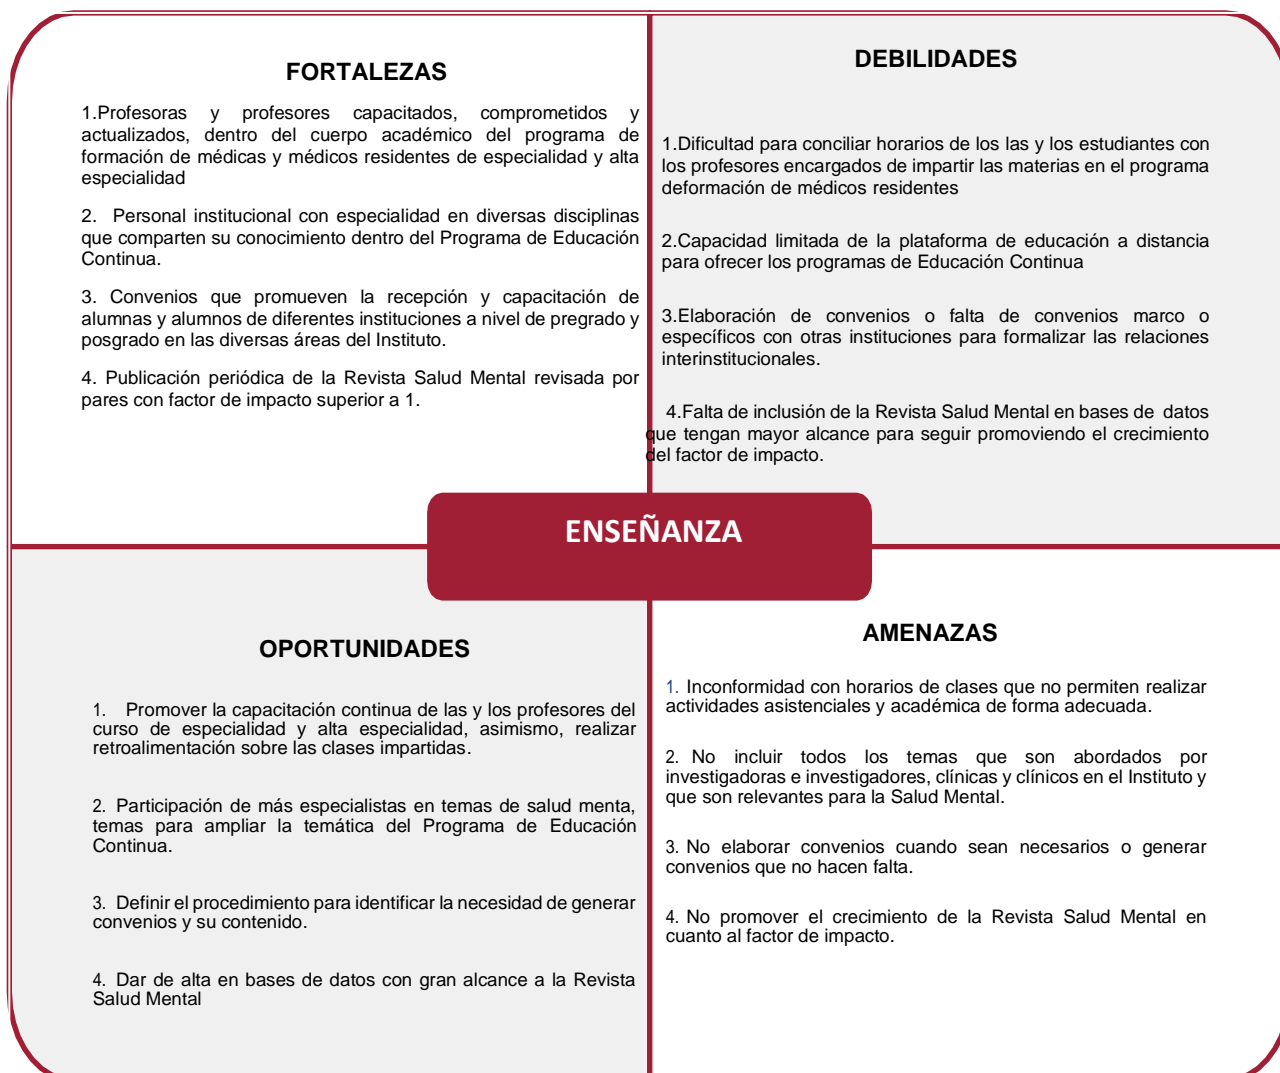 FORTALEZAS
1.Profesoras y profesores capacitados, comprometidos y
actualizados, dentro del cuerpo académico del programa de
formación de médicas y médicos residentes de especialidad y alta
especialidad
2. Personal institucional con especialidad en diversas disciplinas
que comparten su conocimiento dentro del Programa de Educación
Continua.
3. Convenios que promueven la recepción y capacitación de
alumnas y alumnos de diferentes instituciones a nivel de pregrado y
posgrado en las diversas áreas del Instituto.
4. Publicación periódica de la Revista Salud Mental revisada por
pares con factor de impacto superior a 1.
DEBILIDADES
1.Dificultad para conciliar horarios de los las y los estudiantes con
los profesores encargados de impartir las materias en el programa
deformación de médicos residentes
2.Capacidad limitada de la plataforma de educación a distancia
para ofrecer los programas de Educación Continua
3.Elaboración de convenios o falta de convenios marco o
específicos con otras instituciones para formalizar las relaciones
interinstitucionales.
4.Falta de inclusión de la Revista Salud Mental en bases de datos
que tengan mayor alcance para seguir promoviendo el crecimiento
del factor de impacto.
ENSEÑANZA
OPORTUNIDADES
1. Promover la capacitación continua de las y los profesores del
curso de especialidad y alta especialidad, asimismo, realizar
retroalimentación sobre las clases impartidas.
2. Participación de más especialistas en temas de salud menta,
temas para ampliar la temática del Programa de Educación
Continua.
3. Definir el procedimiento para identificar la necesidad de generar
convenios y su contenido.
4. Dar de alta en bases de datos con gran alcance a la Revista
Salud Mental
AMENAZAS
1. Inconformidad con horarios de clases que no permiten realizar
actividades asistenciales y académica de forma adecuada.
2. No incluir todos los temas que son abordados por
investigadoras e investigadores, clínicas y clínicos en el Instituto y
que son relevantes para la Salud Mental.
3. No elaborar convenios cuando sean necesarios o generar
convenios que no hacen falta.
4. No promover el crecimiento de la Revista Salud Mental en
cuanto al factor de impacto.